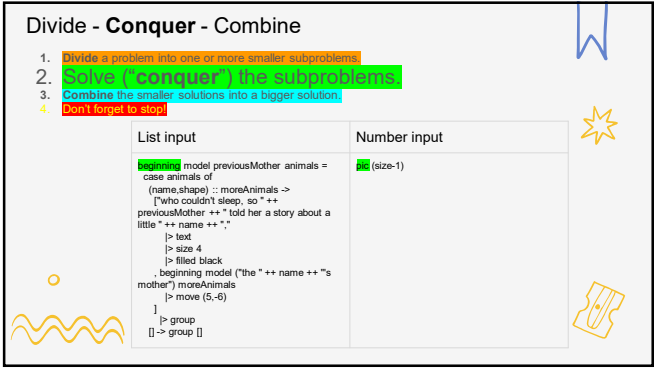 Divide - Conquer - Combine
1. Divide a problem into one or more smaller subproblems.
2. Solve (“conquer”) the subproblems.
3. Combine the smaller solutions into a bigger solution.
4. Don't forget to stop!
List input
Number input
beginning model previousMother animals =
case animals of
(name,shape) :: moreAnimals ->
["who couldn't sleep, so " ++
previousMother ++ " told her a story about a
little " ++ name ++ ","
|> text
|> size 4
|> filled black
, beginning model ("the " ++ name ++ "'s
mother") moreAnimals
|> move (5,-6)
]
|> group
[] -> group []
pic (size-1)